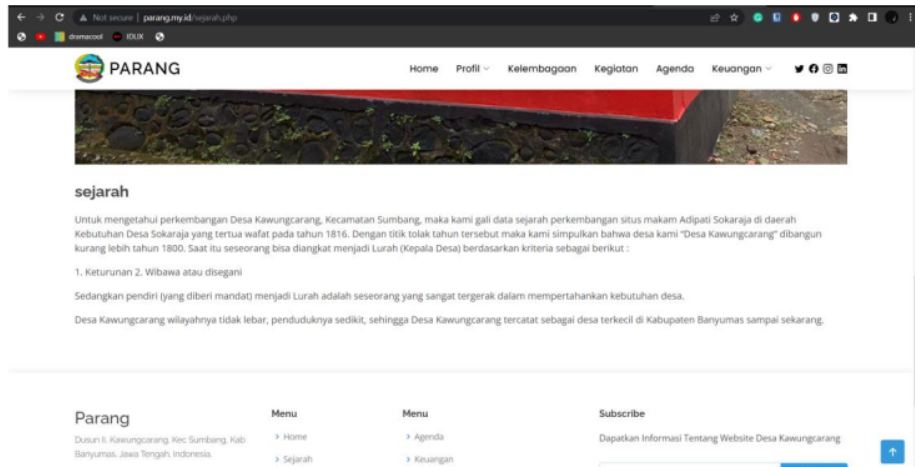 Not secure | parang.my.id/sejarah.php
dramacool IDLIX
PARANG
Home Profil Kelembagaan Kegiatan Agenda Keuangan
sejarah
Untuk mengetahui perkembangan Desa Kawungcarang, Kecamatan Sumbang, maka kami gali data sejarah perkembangan situs makam Adipati Sokaraja di daerah
Kebutuhan Desa Sokaraja yang tertua wafat pada tahun 1816. Dengan titik tolak tahun tersebut maka kami simpulkan bahwa desa kami "Desa Kawungcarang" dibangun
kurang lebih tahun 1800. Saat itu seseorang bisa diangkat menjadi Lurah (Kepala Desa) berdasarkan kriteria sebagai berikut :
1. Keturunan 2. Wibawa atau disegani
Sedangkan pendiri (yang diberi mandat) menjadi Lurah adalah seseorang yang sangat tergerak dalam mempertahankan kebutuhan desa.
Desa Kawungcarang wilayahnya tidak lebar, penduduknya sedikit, sehingga Desa Kawungcarang tercatat sebagai desa terkecil di Kabupaten Banyumas sampai sekarang.
Parang
Dusun II, Kawungcarang, Kec Sumbang, Kab
Banyumas, Jawa Tengah, Indonesia.
Menu
> Home
> Sejarah
Menu
> Agenda
> Keuangan
Subscribe
Dapatkan Informasi Tentang Website Desa Kawungcarang